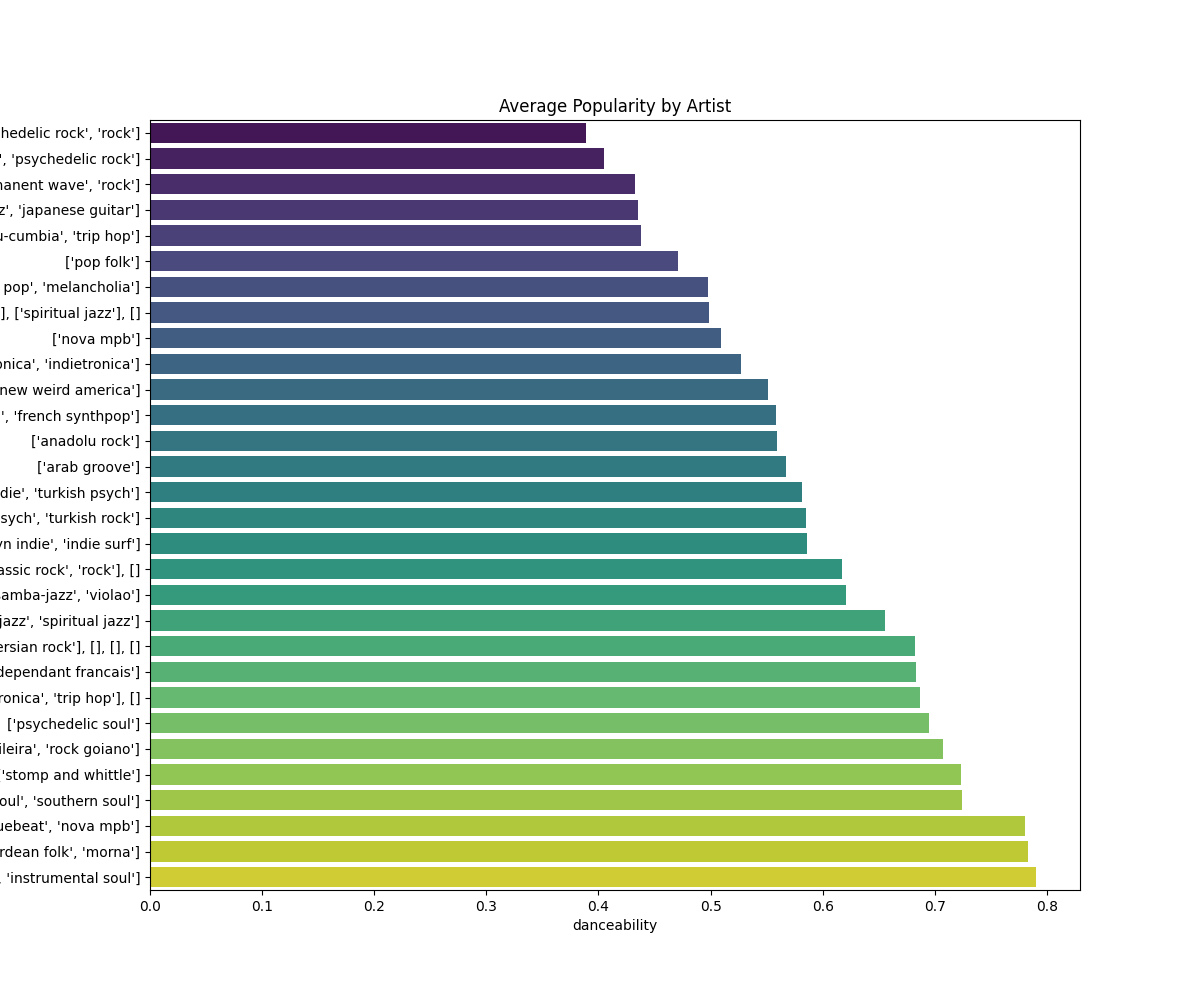 Average Popularity by Artist
hedelic rock', 'rock']
', 'psychedelic rock']
nanent wave', 'rock']
z', 'japanese guitar']
u-cumbia', 'trip hop']
['pop folk']
pop', 'melancholia']
], ['spiritual jazz'], []
['nova mpb']
onica', 'indietronica']
new weird america']
', 'french synthpop']
['anadolu rock']
['arab groove']
die', 'turkish psych']
sych', 'turkish rock']
yn indie', 'indie surf']
assic rock', 'rock'], []
samba-jazz', 'violao']
jazz', 'spiritual jazz']
ersian rock'], [], [], []
dependant francais']
ronica', 'trip hop'], []
['psychedelic soul']
ileira', 'rock goiano']
['stomp and whittle']
oul', 'southern soul']
uebeat', 'nova mpb']
rdean folk', 'morna']
, 'instrumental soul']
0.0 0.1 0.2 0.3 0.4 0.5 0.6 0.7 0.8
danceability